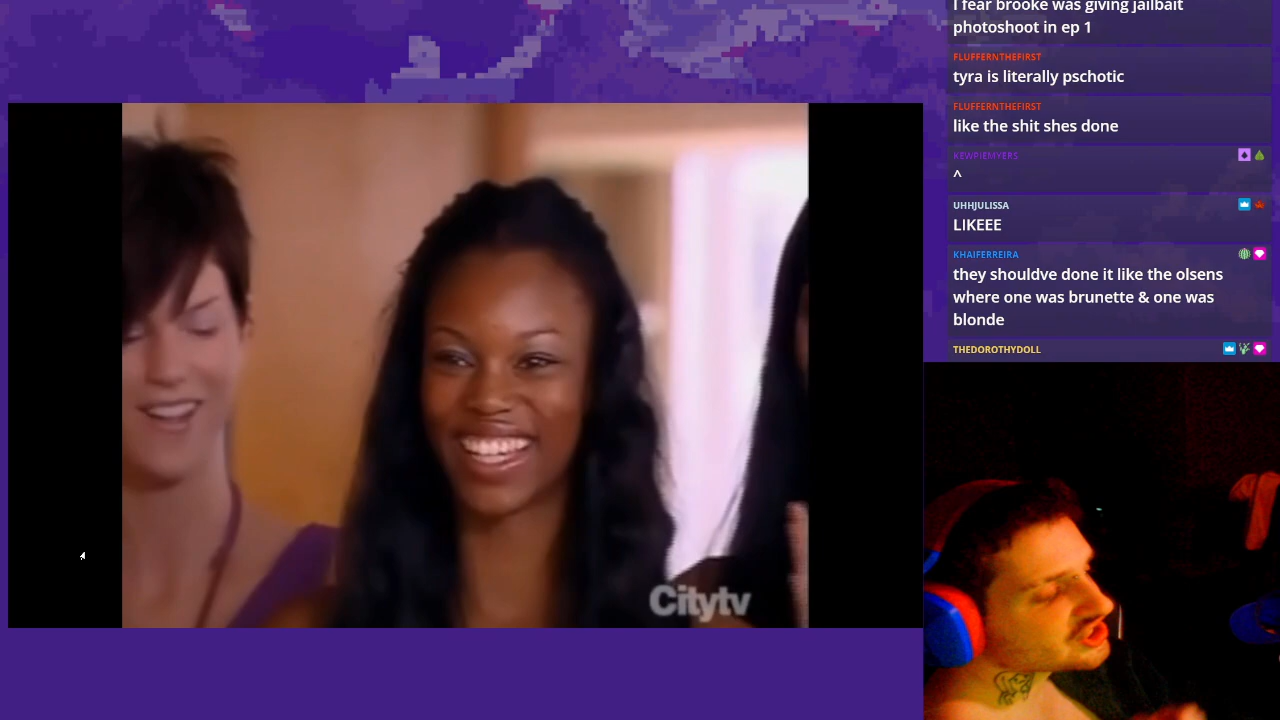 I fear brooke was giving jailbait
photoshoot in ep 1
FLUFFERNTHEFIRST
tyra is literally pschotic
FLUFFERNTHEFIRST
like the shit shes done
KEWPIEMYERS
^
UHHJULISSA
LIKEEE
KHAIFERREIRA
they shouldve done it like the olsens
where one was brunette & one was
blonde
THEDOROTHYDOLL
Citytv